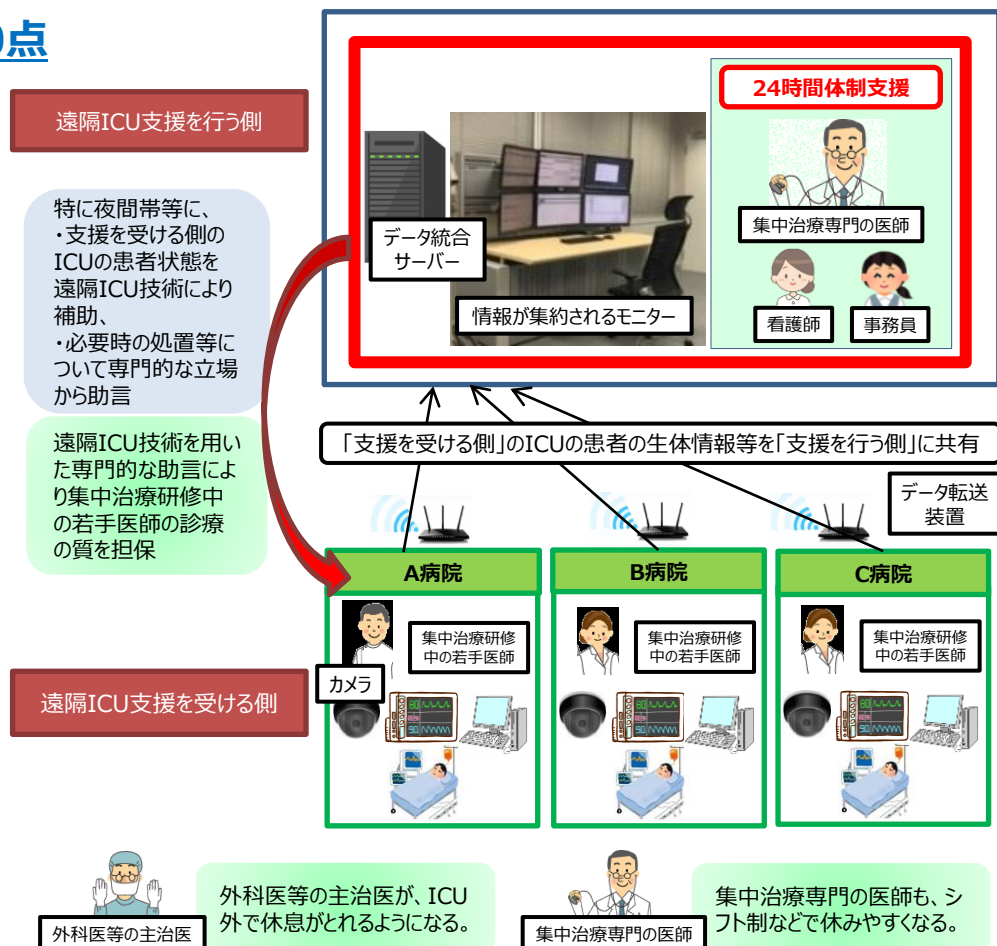 点
遠隔ICU支援を行う側
特に夜間帯等に、
・支援を受ける側の
ICUの患者状態を
遠隔ICU技術により
補助、
・必要時の処置等に
ついて専門的な立場
から助言
遠隔ICU技術を用い
た専門的な助言によ
り集中治療研修中
の若手医師の診療
の質を担保
24時間体制支援
データ統合
サーバー
情報が集約されるモニター
集中治療専門の医師
看護師
事務員
「支援を受ける側」のICUの患者の生体情報等を「支援を行う側」に共有
データ転送
装置
A病院
集中治療研修
中の若手医師
カメラ
B病院
集中治療研修
中の若手医師
C病院
集中治療研修
中の若手医師
遠隔ICU支援を受ける側
外科医等の主治医
外科医等の主治医が、ICU
外で休息がとれるようになる。
集中治療専門の医師
集中治療専門の医師も、シ
フト制などで休みやすくなる。